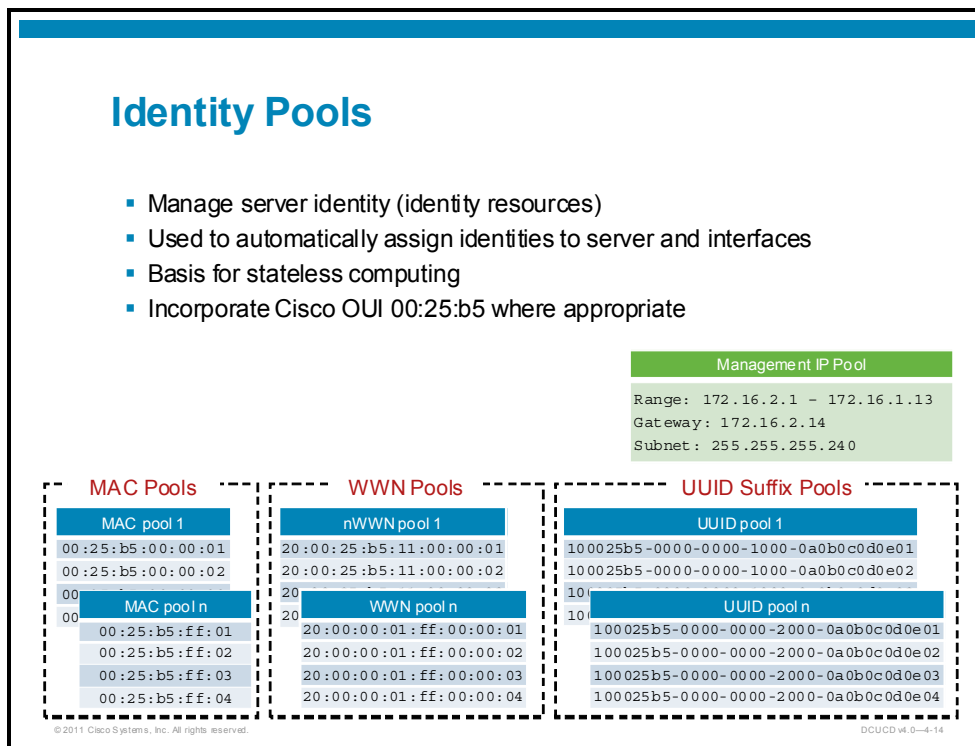 Identity Pools
▪ Manage server identity (identity resources)
▪ Used to automatically assign identities to server and interfaces
▪ Basis for stateless computing
▪ Incorporate Cisco OUI 00:25:b5 where appropriate
Management IP Pool
Range: 172.16.2.1 – 172.16.1.13
Gateway: 172.16.2.14
Subnet: 255.255.255.240
MAC Pools
MAC pool 1
00:25:b5:00:00:01
00:25:b5:00:00:02
00
00
MAC pool n
00:25:b5:ff:01
00:25:b5:ff:02
00:25:b5:ff:03
00:25:b5:ff:04
WWN Pools
nWWN pool 1
20:00:25:b5:11:00:00:01
20:00:25:b5:11:00:00:02
20
20
WWN pool n
20:00:00:01:ff:00:00:01
20:00:00:01:ff:00:00:02
20:00:00:01:ff:00:00:03
20:00:00:01:ff:00:00:04
UUID Suffix Pools
UUID pool 1
100025b5-0000-0000-1000-0a0b0c0d0e01
100025b5-0000-0000-1000-0a0b0c0d0e02
100
100
UUID pool n
100025b5-0000-0000-2000-0a0b0c0d0e01
100025b5-0000-0000-2000-0a0b0c0d0e02
100025b5-0000-0000-2000-0a0b0c0d0e03
100025b5-0000-0000-2000-0a0b0c0d0e04
© 2011 Cisco Systems, Inc. All rights reserved.
DCUCD v4.0—4-14